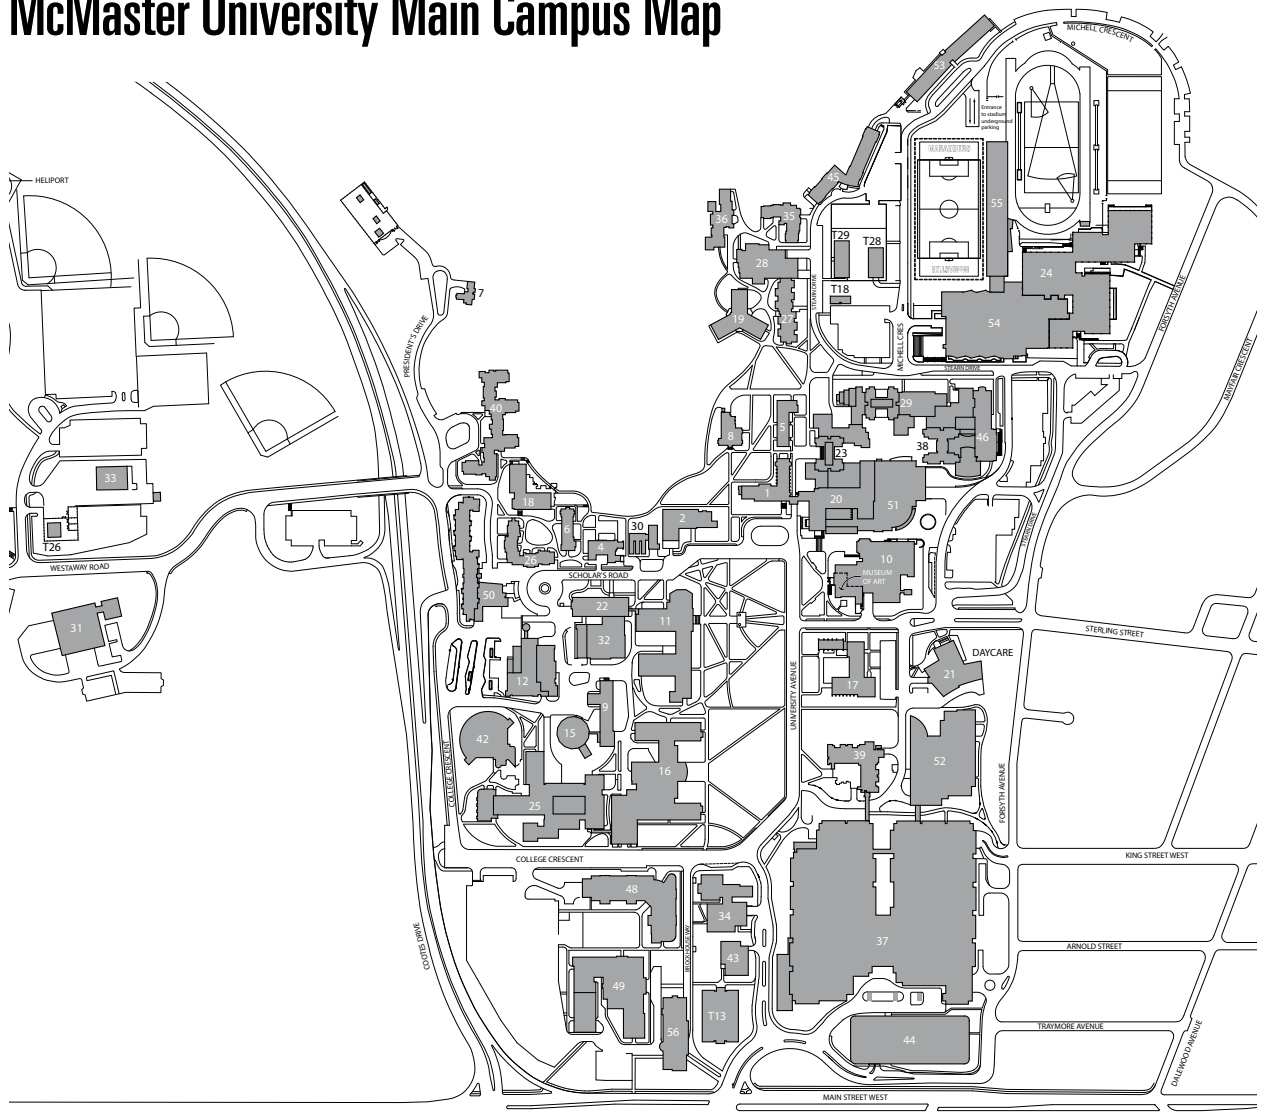 McMaster University Main Campus Map
MICHELL CRESCENT
53
Entrance
to stadium
underground
parking
MARAUDERS
45
HELIPORT
55
36
35
T29
T28
28
24
MARAUDERS
7
STEARN DRIVE
T18
19
27
54
FORSYTH AVENUE
PRESIDENT'S DRIVE
MICHELL CRES
STEARN DRIVE
MAYFAIR CRESCENT
40
29
5
8
46
38
23
33
1
20
51
18
2
30
6
T26
4
26
10
WESTAWAY ROAD
SCHOLAR'S ROAD
MUSEUM
OF ART
50
22
11
31
32
STERLING STREET
DAYCARE
12
17
21
UNIVERSITY AVENUE
9
15
42
39
52
16
COLLEGE CRESCENT
FORSYTH AVENUE
25
COLLEGE CRESCENT
KING STREET WEST
48
34
COOTES DRIVE
37
ARNOLD STREET
43
49
T13
TRAYMORE AVENUE
56
44
DALEWOOD AVENUE
MAIN STREET WEST